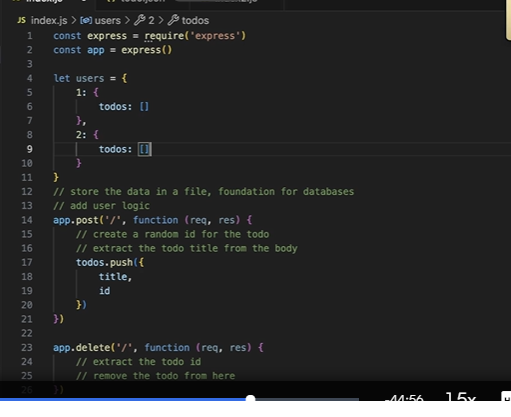 JS index.js > users > 2 > todos
1 const express = require('express')
2 const app = express()
3
4 let users = {
5 1: {
6 todos: []
7 },
8 2: {
9 todos: []
10 }
11 }
12 // store the data in a file, foundation for databases
13 // add user logic
14 app.post('/', function (req, res) {
15 // create a random id for the todo
16 // extract the todo title from the body
17 todos.push({
18 title,
19 id
20 })
21 })
22
23 app.delete('/', function (req, res) {
24 // extract the todo id
25 // remove the todo from here
26 })
-44:56 1.5x